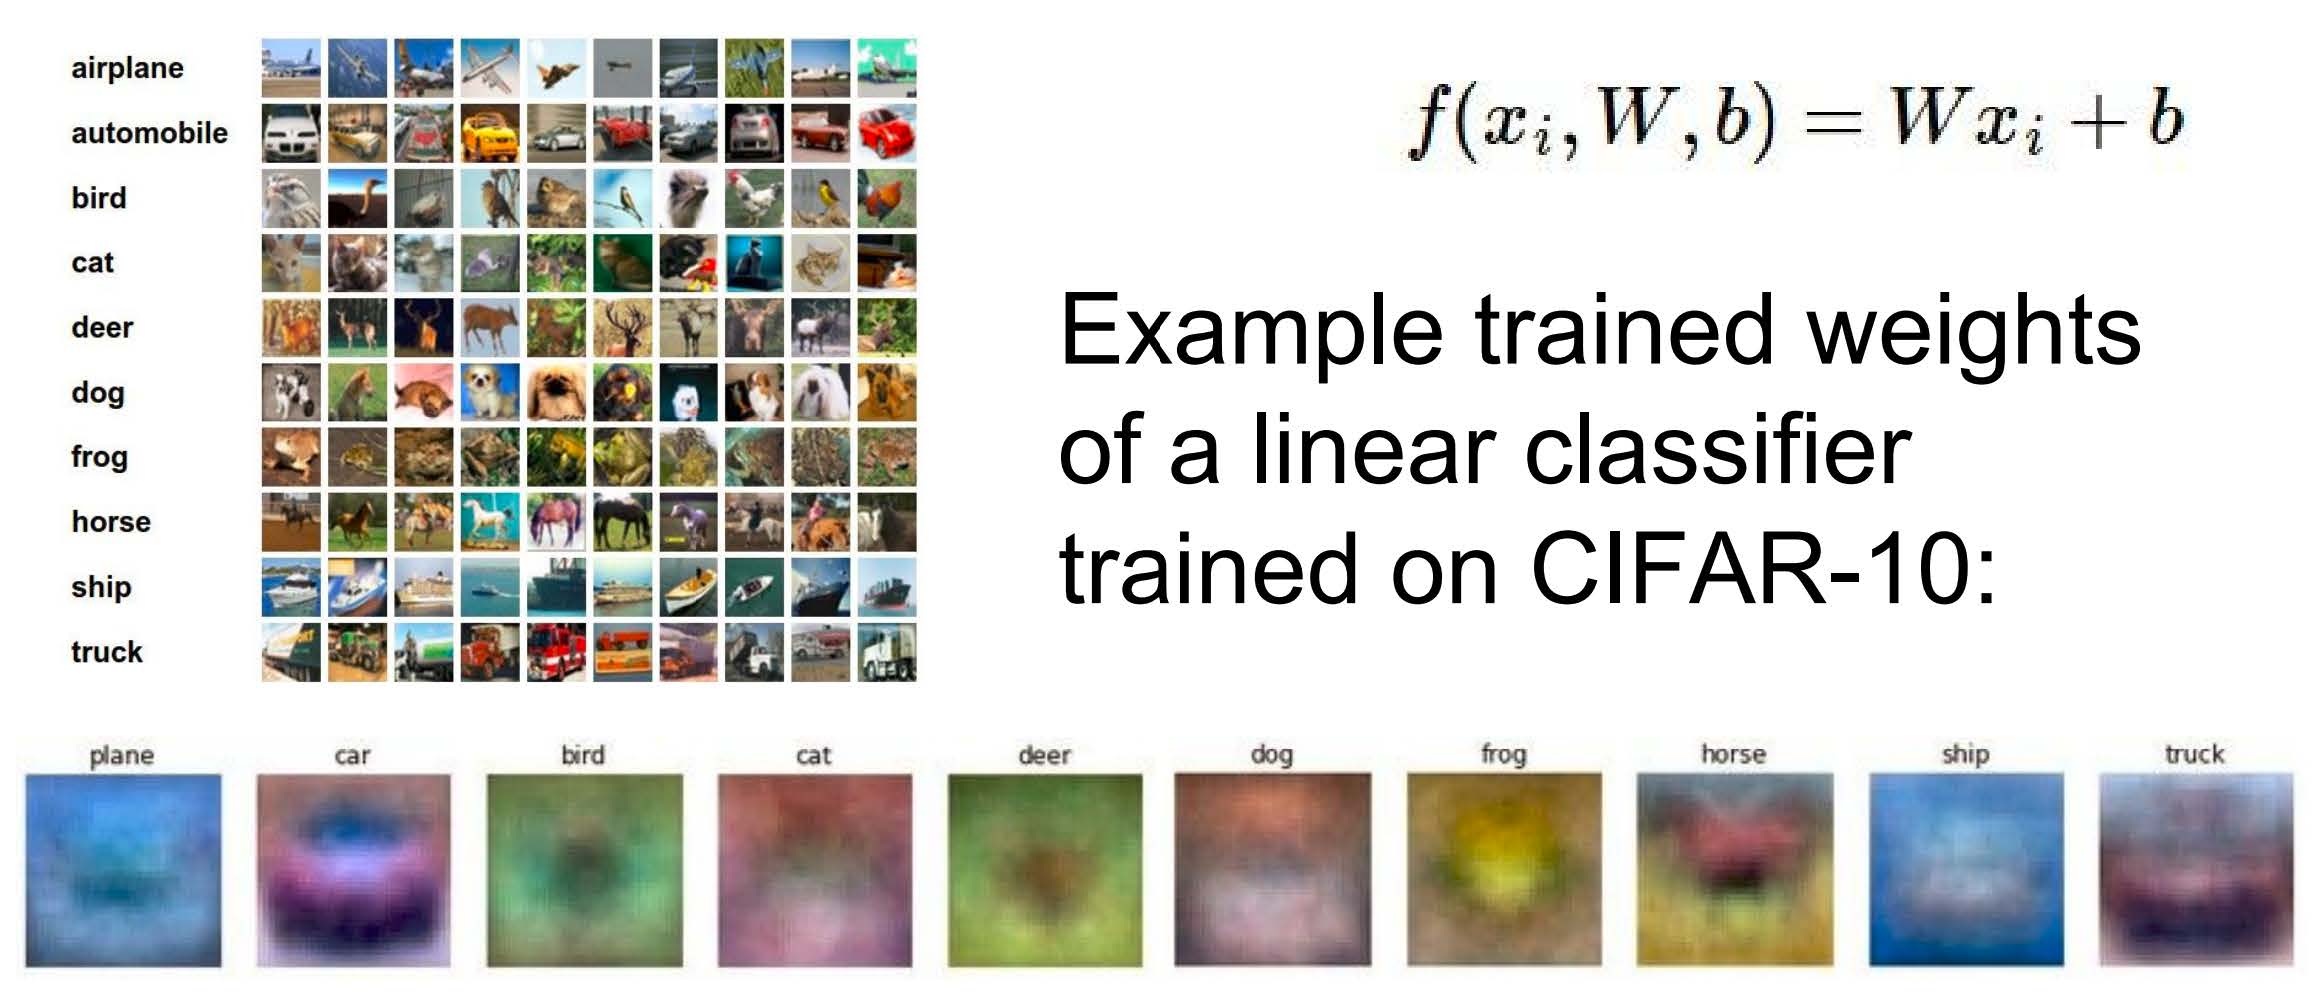 airplane
automobile
bird
cat
deer
dog
frog
horse
ship
truck
f(x_i, W, b) = Wx_i + b
Example trained weights
of a linear classifier
trained on CIFAR-10:
plane car bird cat deer dog frog horse ship truck